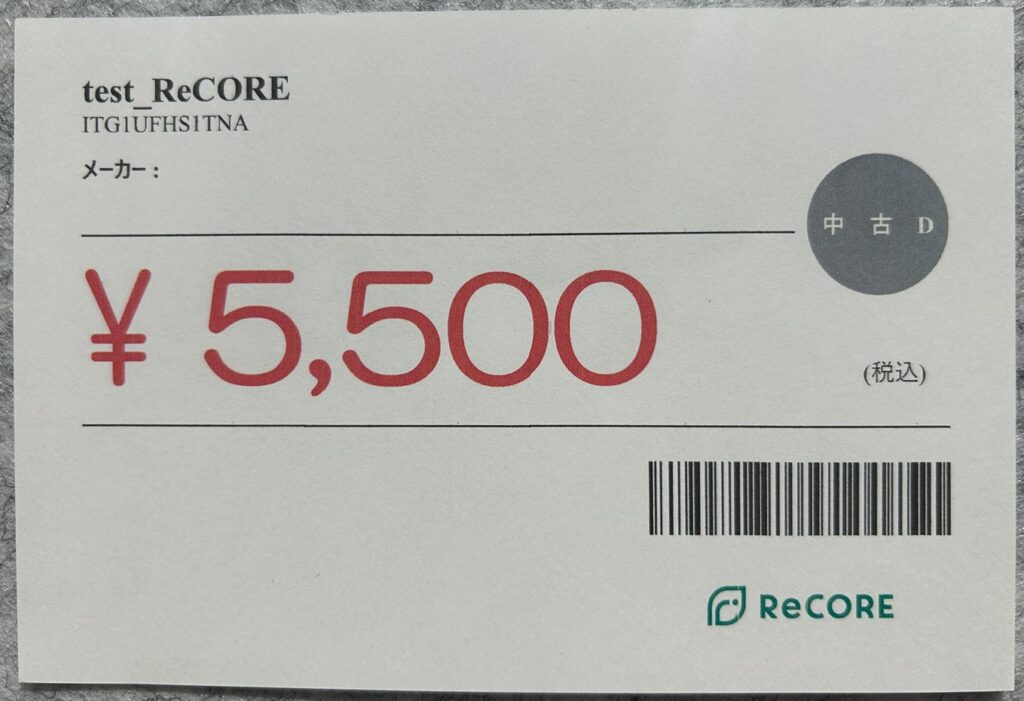 test_ReCORE
ITG1UFHS1TNA
メーカー：
中 古 D
¥ 5,500
(税込)
ReCORE